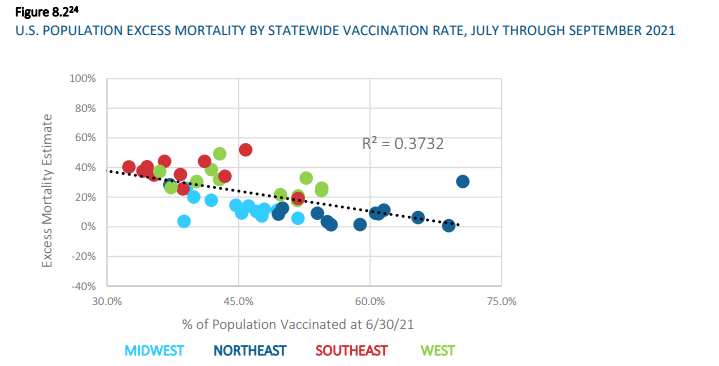 Figure 8.2²⁴
U.S. POPULATION EXCESS MORTALITY BY STATEWIDE VACCINATION RATE, JULY THROUGH SEPTEMBER 2021
Excess Mortality Estimate
100%
80%
60%
40%
20%
0%
-20%
-40%
R² = 0.3732
30.0% 45.0% 60.0% 75.0%
% of Population Vaccinated at 6/30/21
MIDWEST NORTHEAST SOUTHEAST WEST